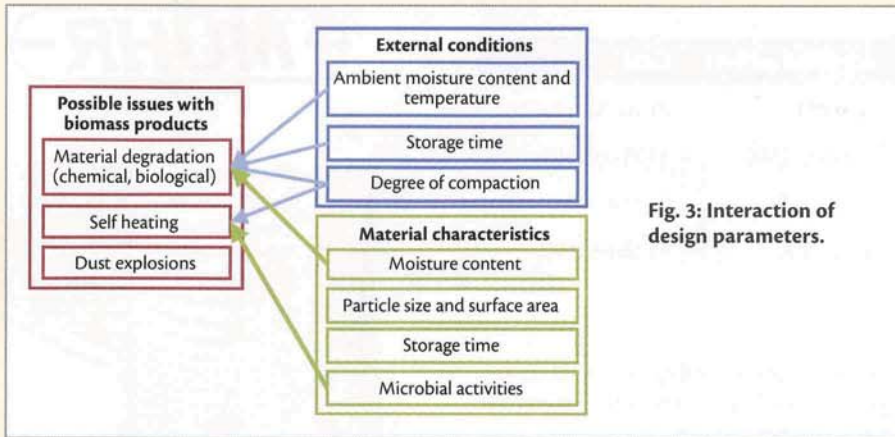 External conditions
Ambient moisture content and
temperature
Storage time
Degree of compaction
Possible issues with
biomass products
Material degradation
(chemical, biological)
Self heating
Dust explosions
Material characteristics
Moisture content
Particle size and surface area
Storage time
Microbial activities
Fig. 3: Interaction of
design parameters.